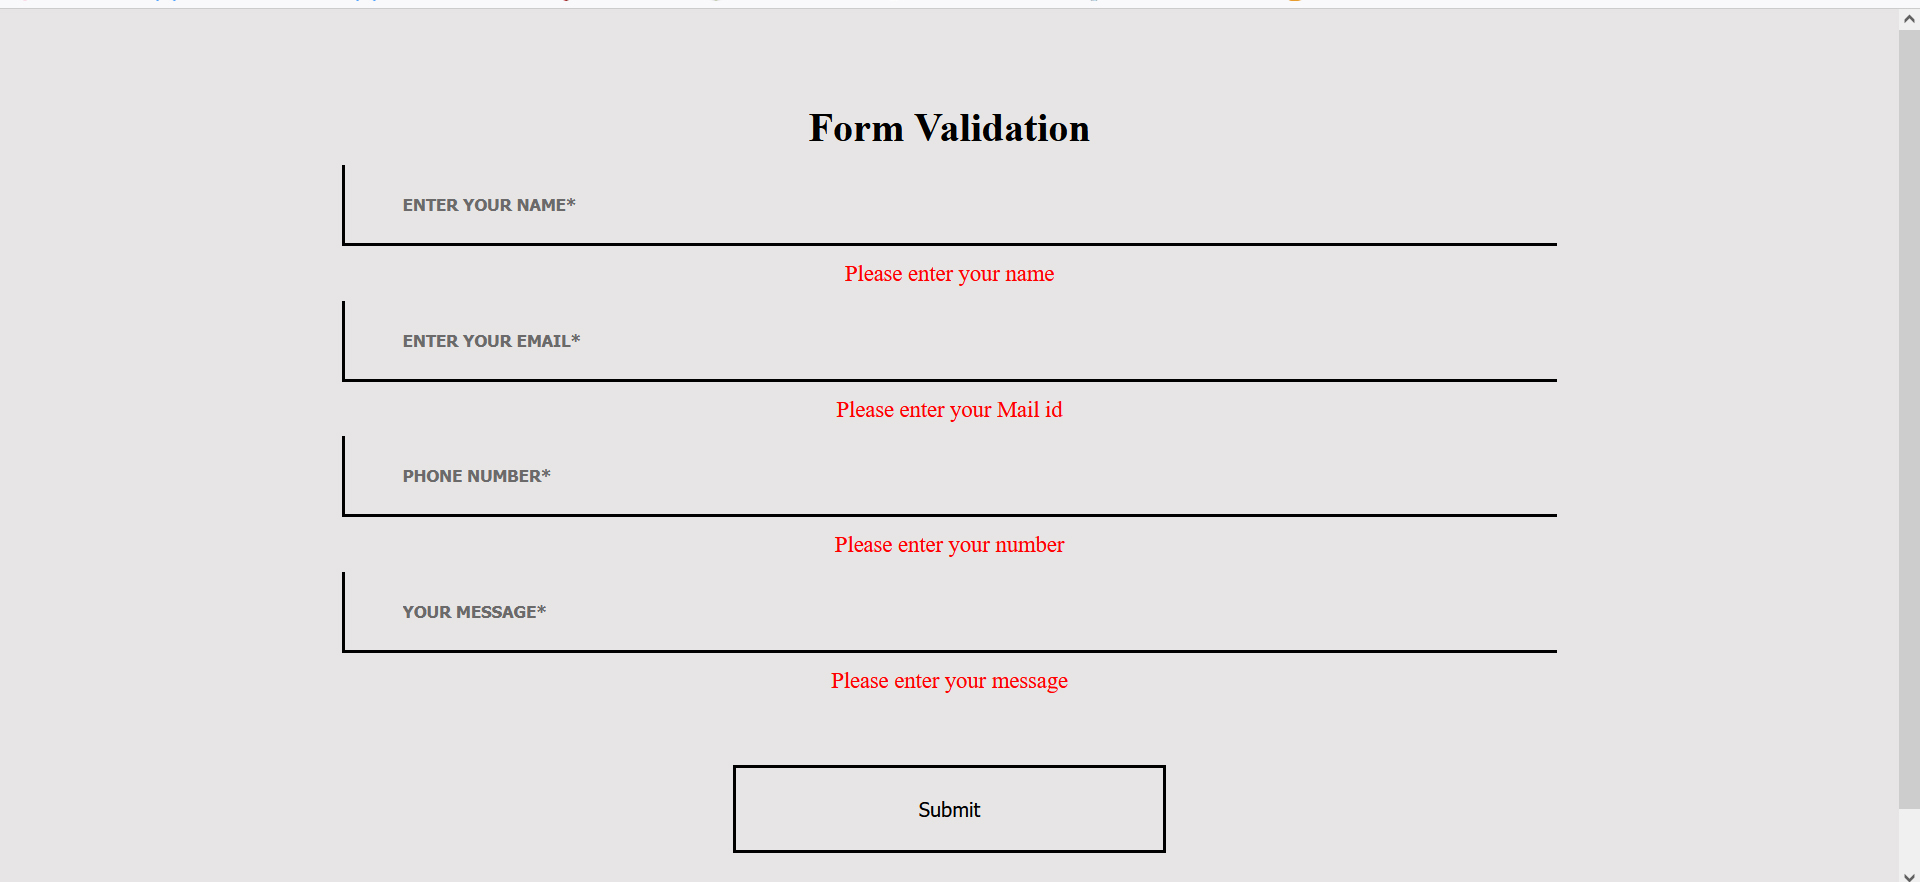 Form Validation
ENTER YOUR NAME*
Please enter your name
ENTER YOUR EMAIL*
Please enter your Mail id
PHONE NUMBER*
Please enter your number
YOUR MESSAGE*
Please enter your message
Submit